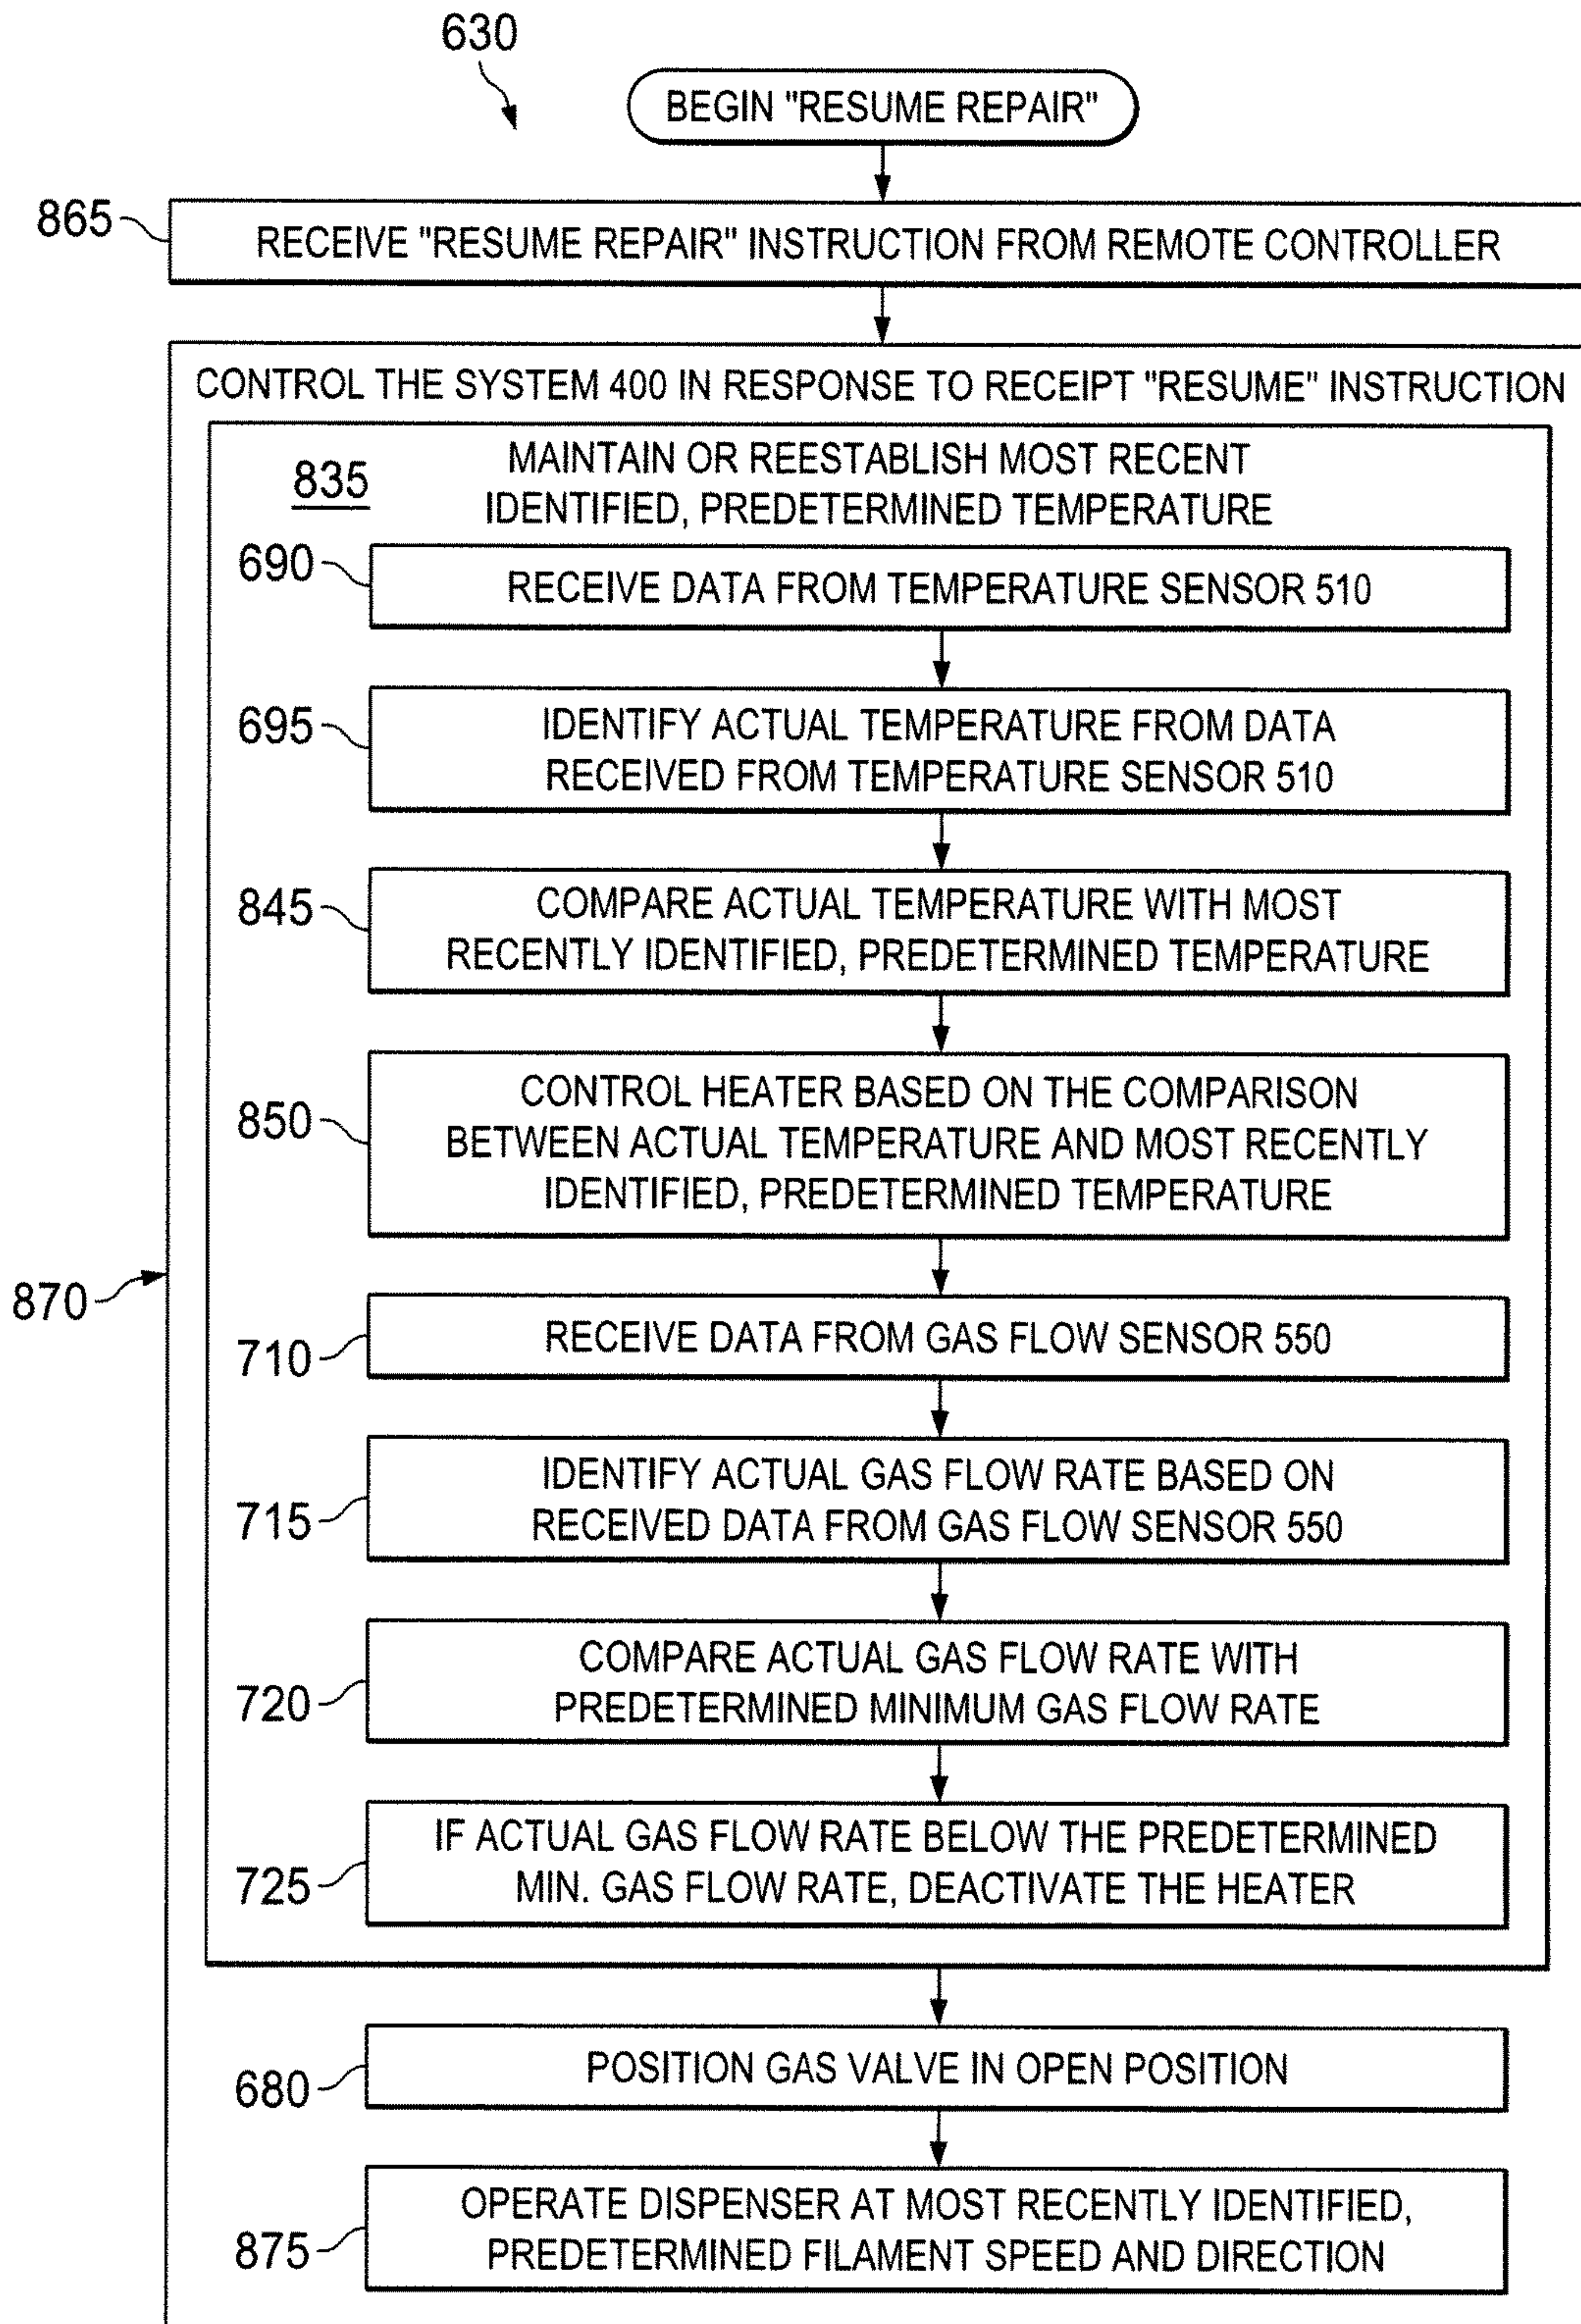 630
BEGIN "RESUME REPAIR"
865
RECEIVE "RESUME REPAIR" INSTRUCTION FROM REMOTE CONTROLLER
CONTROL THE SYSTEM 400 IN RESPONSE TO RECEIPT "RESUME" INSTRUCTION
835
MAINTAIN OR REESTABLISH MOST RECENT
IDENTIFIED, PREDETERMINED TEMPERATURE
690
RECEIVE DATA FROM TEMPERATURE SENSOR 510
695
IDENTIFY ACTUAL TEMPERATURE FROM DATA
RECEIVED FROM TEMPERATURE SENSOR 510
845
COMPARE ACTUAL TEMPERATURE WITH MOST
RECENTLY IDENTIFIED, PREDETERMINED TEMPERATURE
850
CONTROL HEATER BASED ON THE COMPARISON
BETWEEN ACTUAL TEMPERATURE AND MOST RECENTLY
IDENTIFIED, PREDETERMINED TEMPERATURE
870
710
RECEIVE DATA FROM GAS FLOW SENSOR 550
715
IDENTIFY ACTUAL GAS FLOW RATE BASED ON
RECEIVED DATA FROM GAS FLOW SENSOR 550
720
COMPARE ACTUAL GAS FLOW RATE WITH
PREDETERMINED MINIMUM GAS FLOW RATE
725
IF ACTUAL GAS FLOW RATE BELOW THE PREDETERMINED
MIN. GAS FLOW RATE, DEACTIVATE THE HEATER
680
POSITION GAS VALVE IN OPEN POSITION
875
OPERATE DISPENSER AT MOST RECENTLY IDENTIFIED,
PREDETERMINED FILAMENT SPEED AND DIRECTION